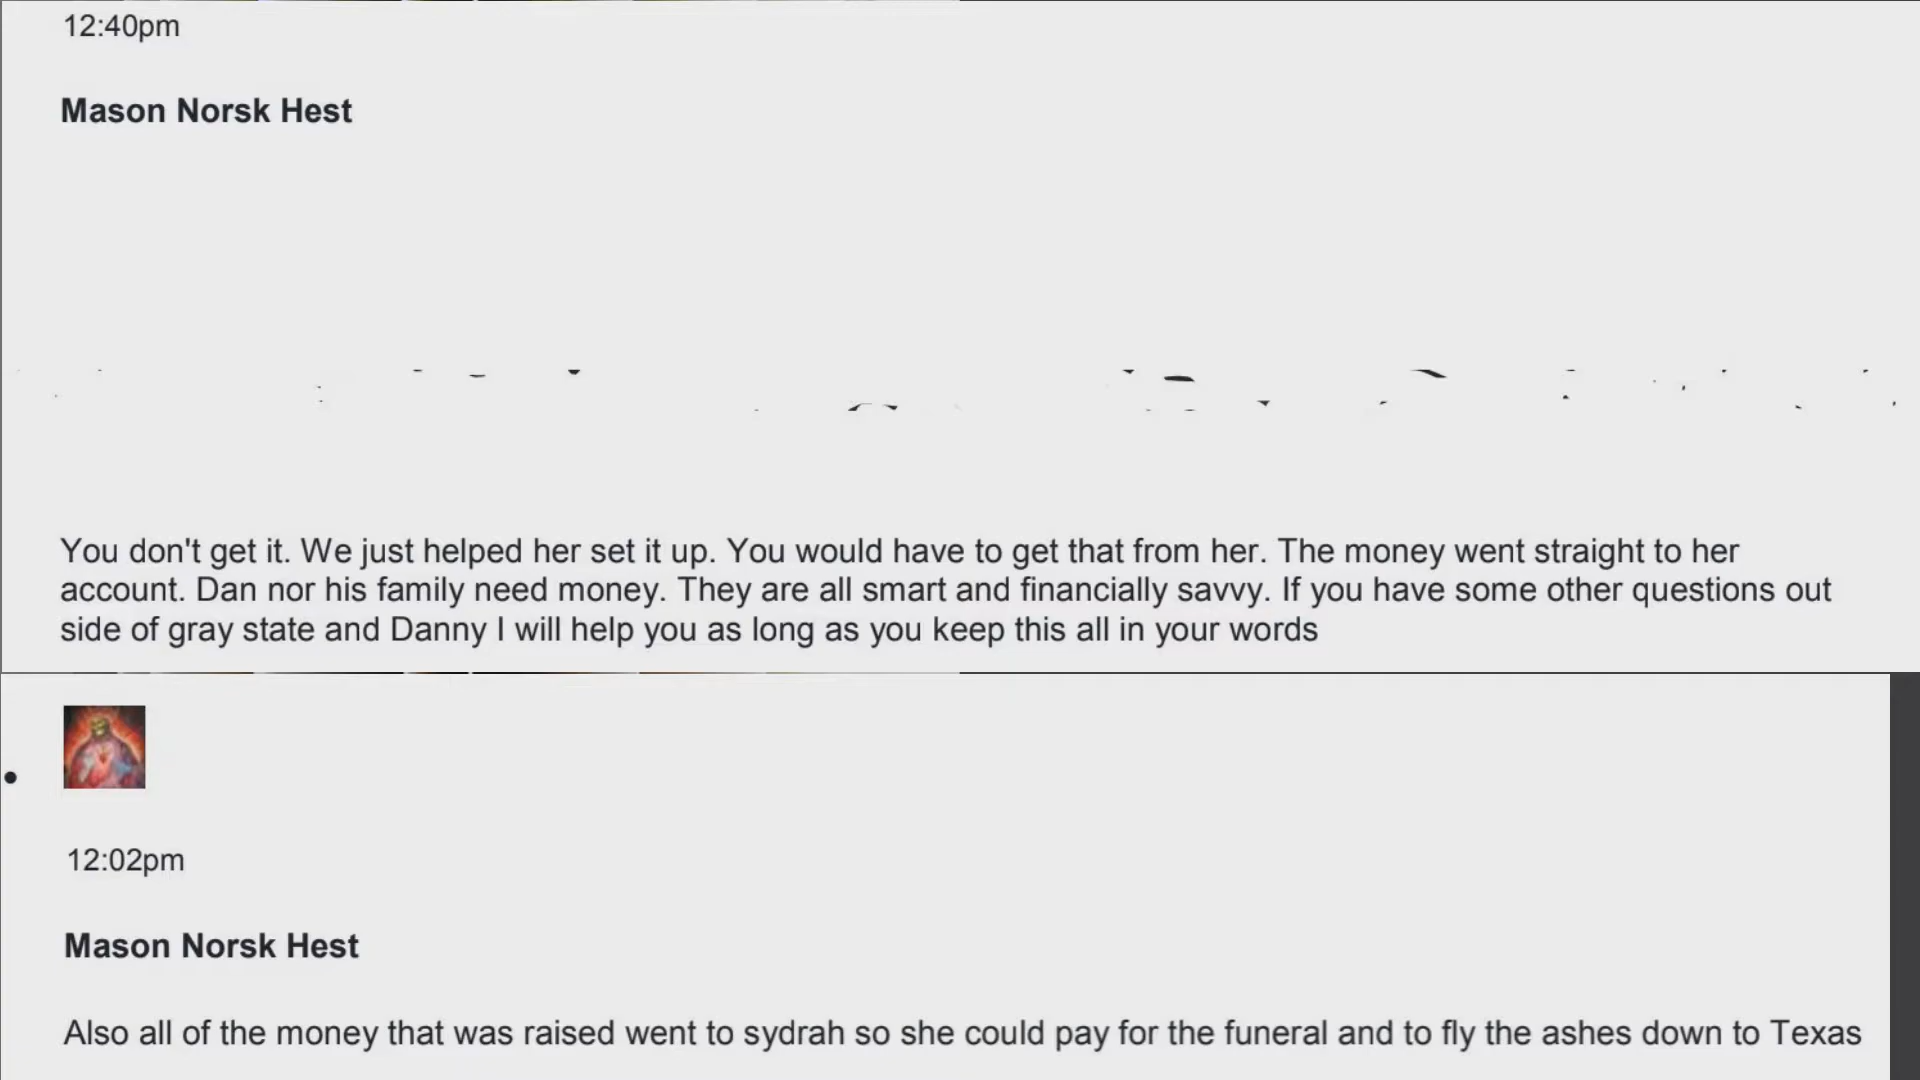 12:40pm
Mason Norsk Hest
You don't get it. We just helped her set it up. You would have to get that from her. The money went straight to her
account. Dan nor his family need money. They are all smart and financially savvy. If you have some other questions out
side of gray state and Danny I will help you as long as you keep this all in your words
12:02pm
Mason Norsk Hest
Also all of the money that was raised went to sydrah so she could pay for the funeral and to fly the ashes down to Texas